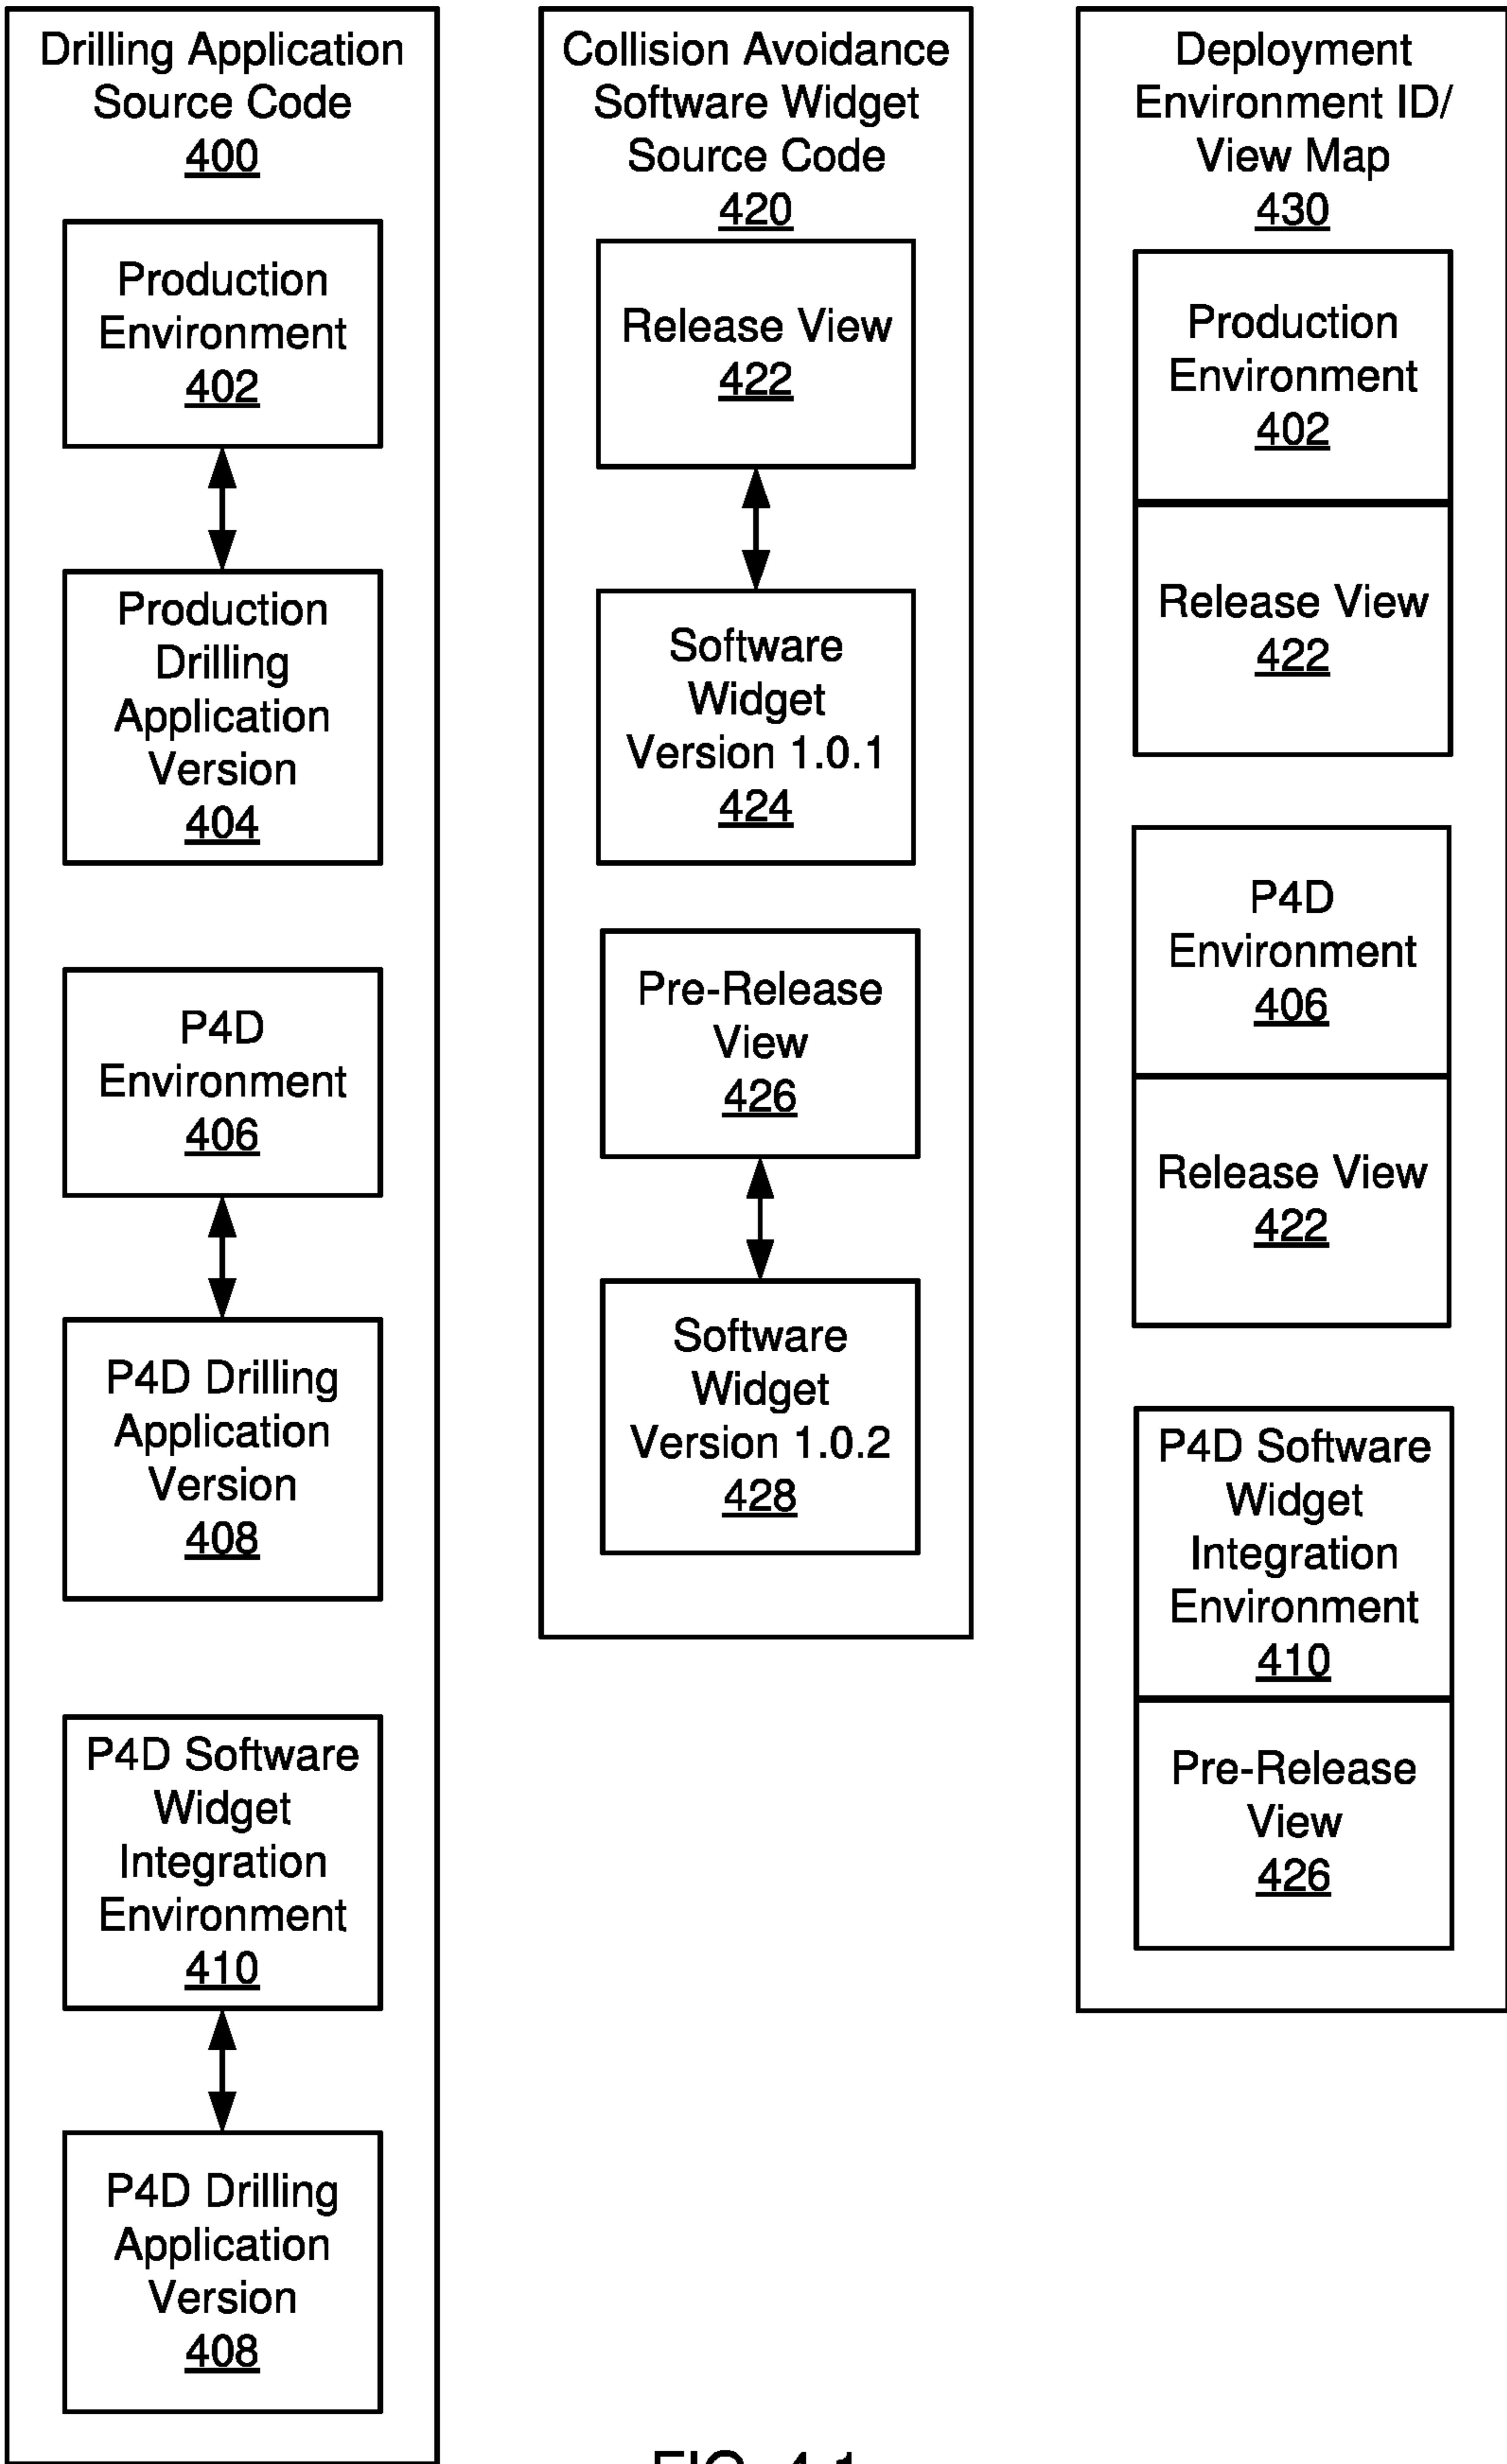 Drilling Application
Source Code
400
Production
Environment
402
Production
Drilling
Application
Version
404
P4D
Environment
406
P4D Drilling
Application
Version
408
P4D Software
Widget
Integration
Environment
410
P4D Drilling
Application
Version
408
Collision Avoidance
Software Widget
Source Code
420
Release View
422
Software
Widget
Version 1.0.1
424
Pre-Release
View
426
Software
Widget
Version 1.0.2
428
Deployment
Environment ID/
View Map
430
Production
Environment
402
Release View
422
P4D
Environment
406
Release View
422
P4D Software
Widget
Integration
Environment
410
Pre-Release
View
426
FIG. 4.1